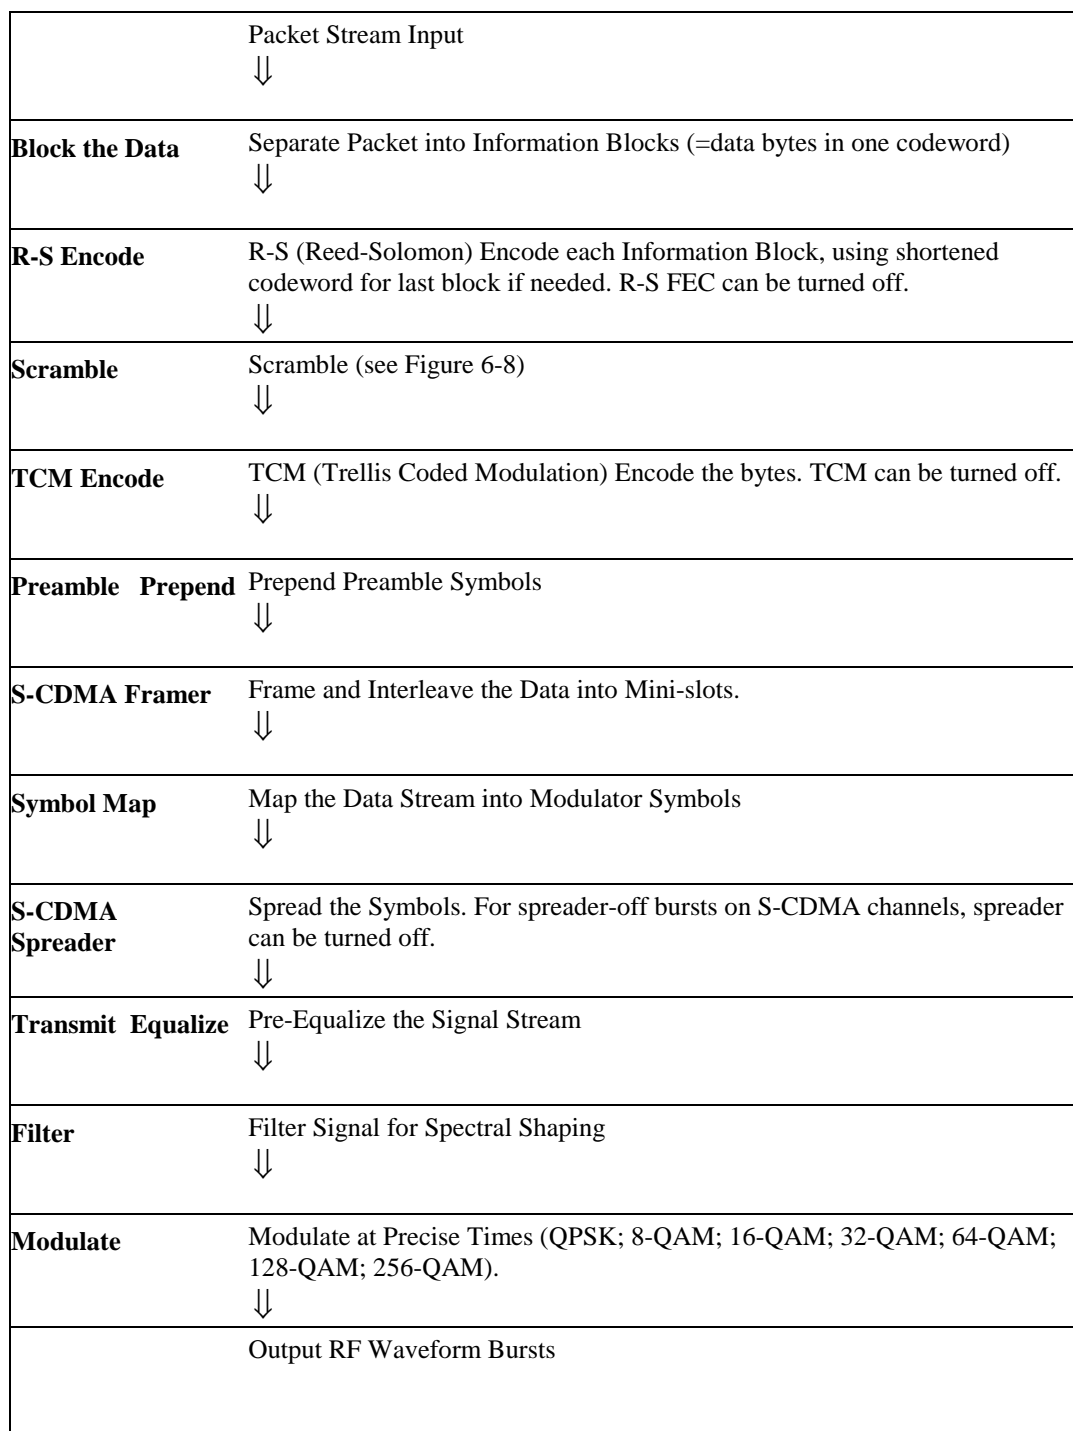 Packet Stream Input
⇓
Block the Data
Separate Packet into Information Blocks (=data bytes in one codeword)
⇓
R-S Encode
R-S (Reed-Solomon) Encode each Information Block, using shortened
codeword for last block if needed. R-S FEC can be turned off.
⇓
Scramble
Scramble (see Figure 6-8)
⇓
TCM Encode
TCM (Trellis Coded Modulation) Encode the bytes. TCM can be turned off.
⇓
Preamble Prepend
Prepend Preamble Symbols
⇓
S-CDMA Framer
Frame and Interleave the Data into Mini-slots.
⇓
Symbol Map
Map the Data Stream into Modulator Symbols
⇓
S-CDMA
Spreader
Spread the Symbols. For spreader-off bursts on S-CDMA channels, spreader
can be turned off.
⇓
Transmit Equalize
Pre-Equalize the Signal Stream
⇓
Filter
Filter Signal for Spectral Shaping
⇓
Modulate
Modulate at Precise Times (QPSK; 8-QAM; 16-QAM; 32-QAM; 64-QAM;
128-QAM; 256-QAM).
⇓
Output RF Waveform Bursts